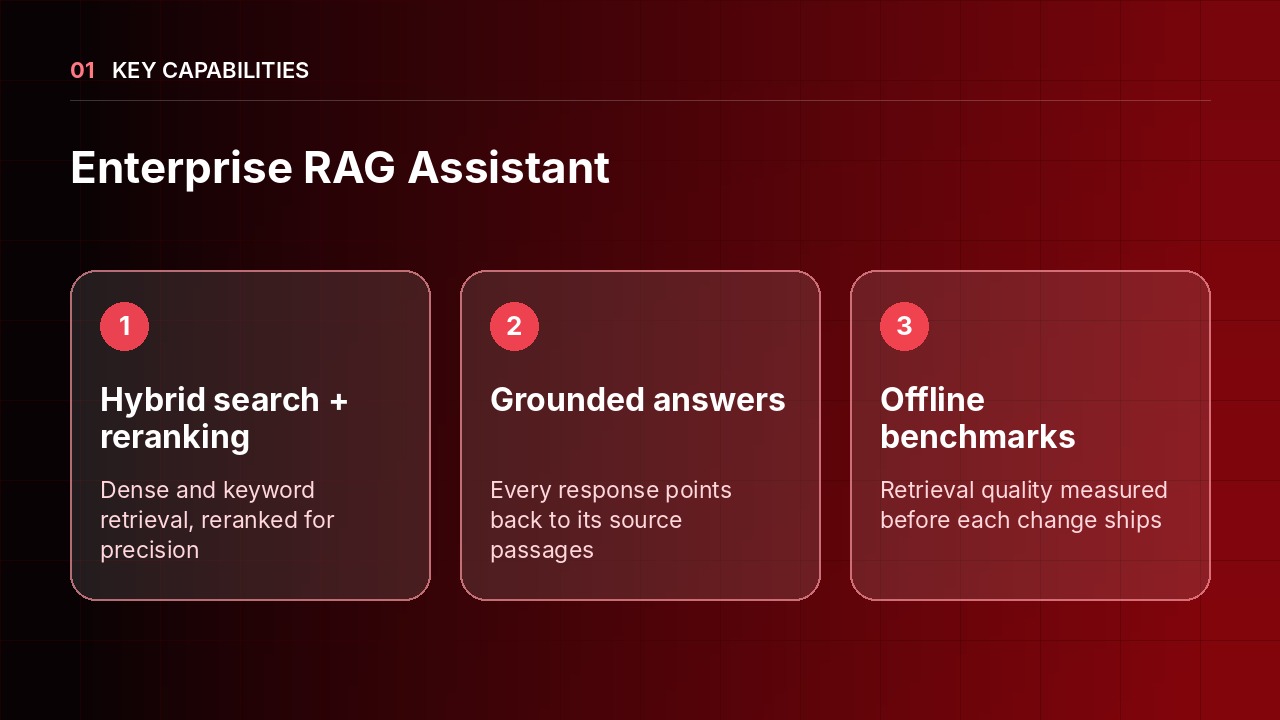 01 KEY CAPABILITIES
Enterprise RAG Assistant
1
Hybrid search +
reranking
Dense and keyword
retrieval, reranked for
precision
2
Grounded answers
Every response points
back to its source
passages
3
Offline
benchmarks
Retrieval quality measured
before each change ships